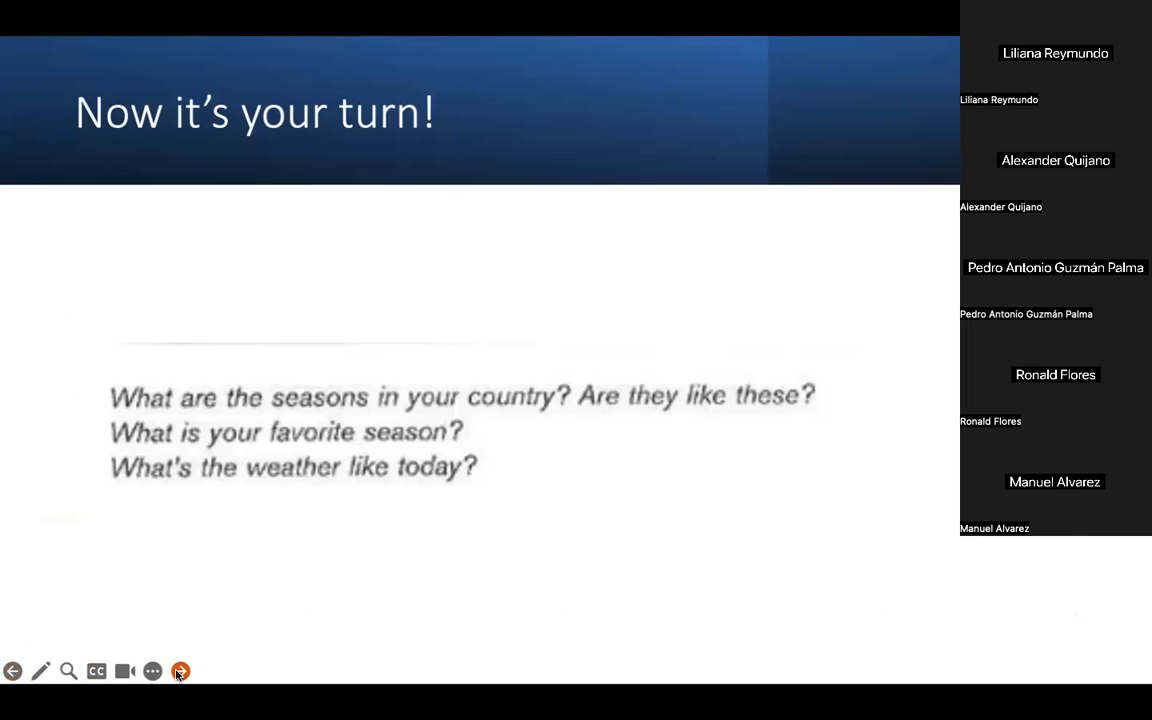 Now it's your turn!
What are the seasons in your country? Are they like these?
What is your favorite season?
What's the weather like today?
CC
Liliana Reymundo
Liliana Reymundo
Alexander Quijano
Alexander Quijano
Pedro Antonio Guzmán Palma
Pedro Antonio Guzmán Palma
Ronald Flores
Ronald Flores
Manuel Alvarez
Manuel Alvarez